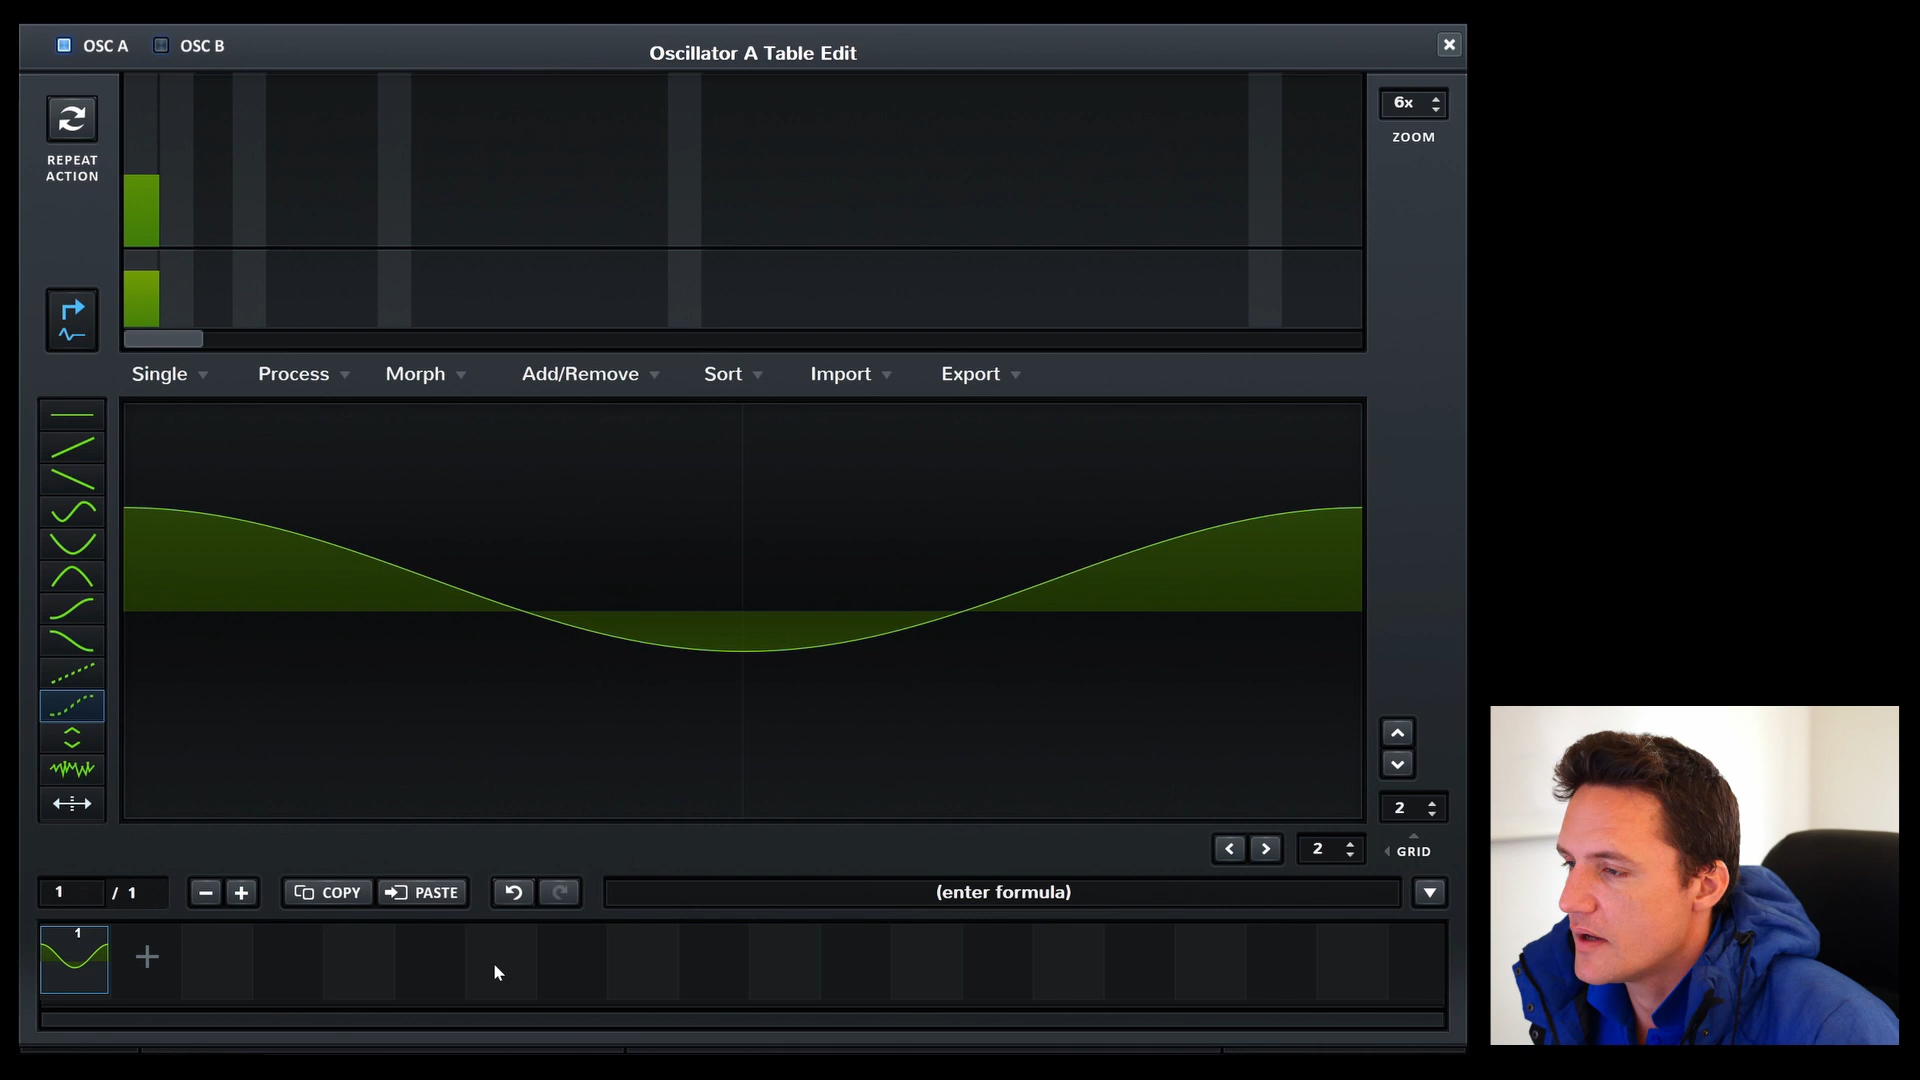 OSC A
OSC B
Oscillator A Table Edit
6x
ZOOM
REPEAT
ACTION
Single
Process
Morph
Add/Remove
Sort
Import
Export
2
2
GRID
1 / 1
COPY
PASTE
(enter formula)
1